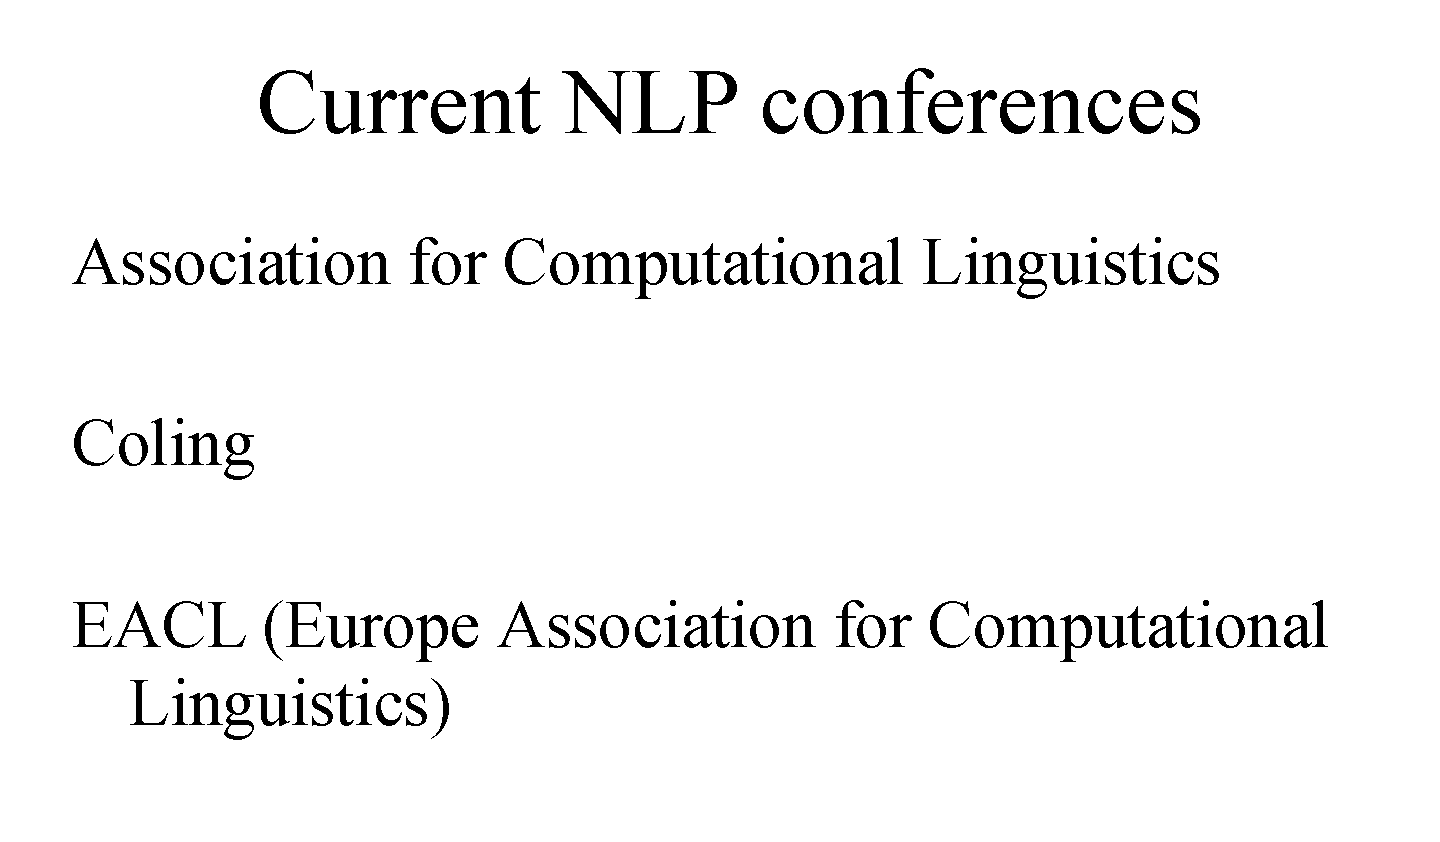 Current NLP conferences
Association for Computational Linguistics
Coling
EACL (Europe Association for Computational
Linguistics)